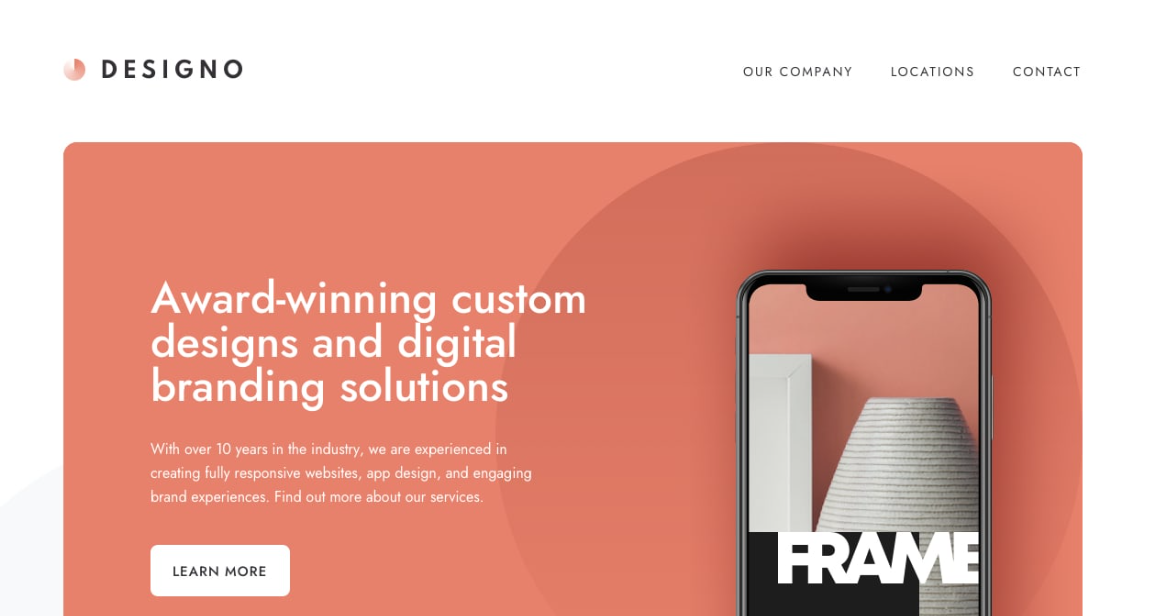 DESIGNO
OUR COMPANY LOCATIONS CONTACT
Award-winning custom
designs and digital
branding solutions
With over 10 years in the industry, we are experienced in
creating fully responsive websites, app design, and engaging
brand experiences. Find out more about our services.
LEARN MORE
FRAME